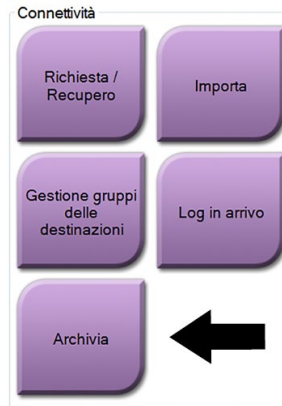 Connettività
Richiesta /
Recupero
Importa
Gestione gruppi
delle
destinazioni
Log in arrivo
Archivia